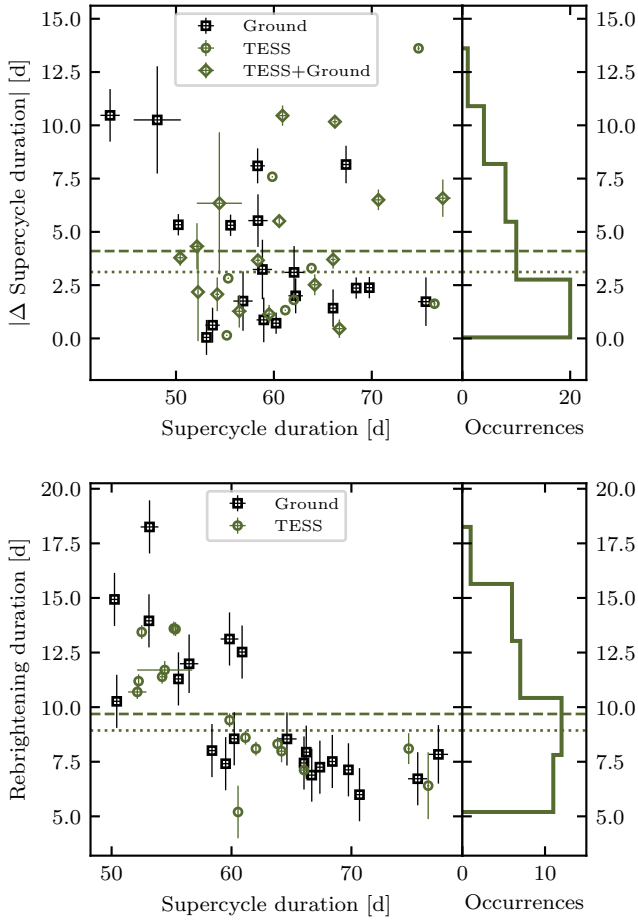 15.0
12.5
10.0
7.5
5.0
2.5
0.0
|Δ Supercycle duration| [d]
Ground
TESS
TESS+Ground
15.0
12.5
10.0
7.5
5.0
2.5
0.0
50 60 70
0 20
Supercycle duration [d]
Occurrences
20.0
17.5
15.0
12.5
10.0
7.5
5.0
Rebrightening duration [d]
Ground
TESS
20.0
17.5
15.0
12.5
10.0
7.5
5.0
50 60 70
0 10
Supercycle duration [d]
Occurrences